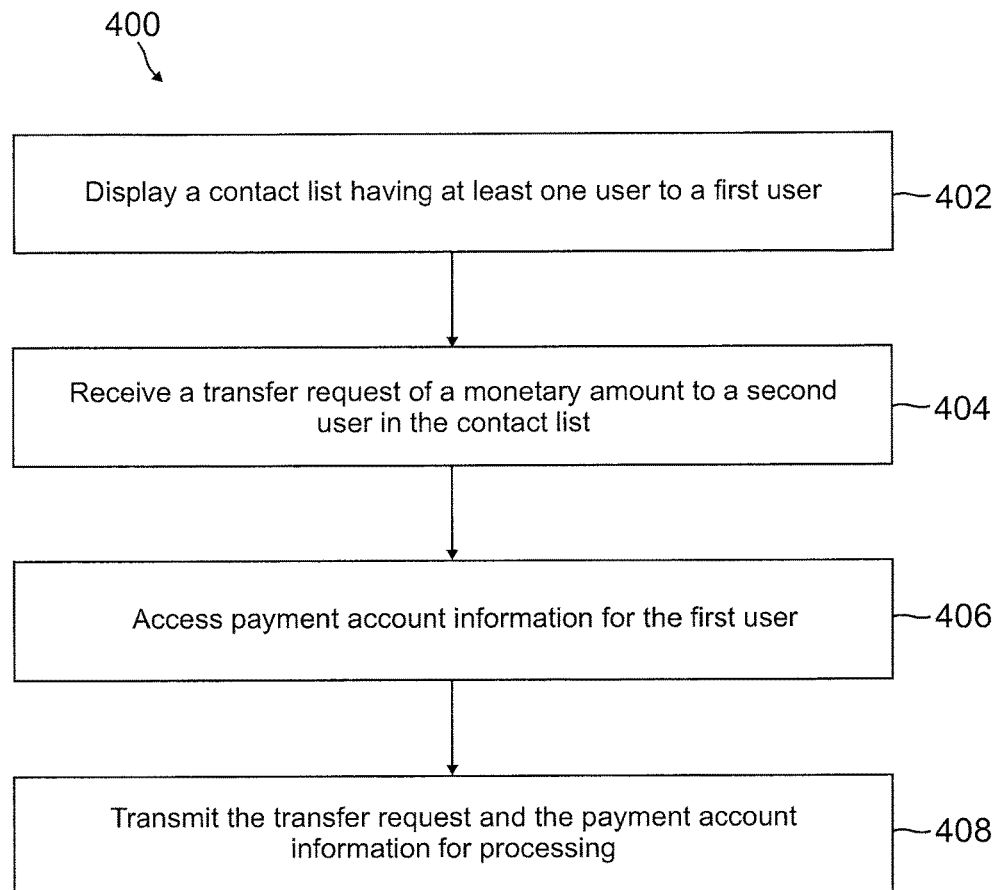 400
Display a contact list having at least one user to a first user
402
Receive a transfer request of a monetary amount to a second
user in the contact list
404
Access payment account information for the first user
406
Transmit the transfer request and the payment account
information for processing
408